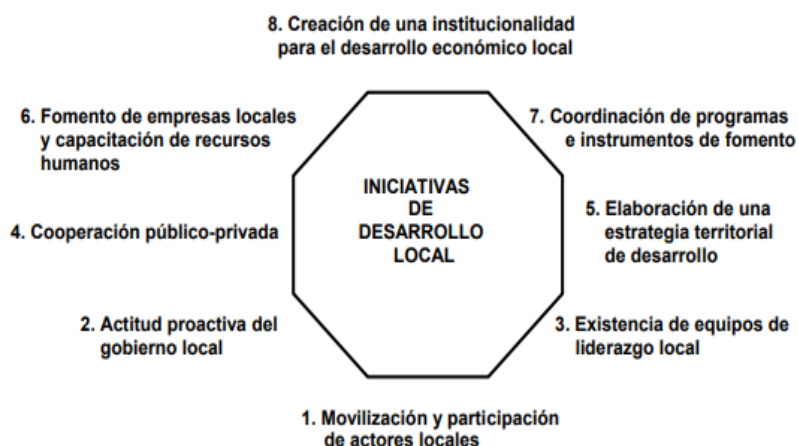 8. Creación de una institucionalidad
para el desarrollo económico local
6. Fomento de empresas locales
y capacitación de recursos
humanos
7. Coordinación de programas
e instrumentos de fomento
INICIATIVAS
DE
DESARROLLO
LOCAL
4. Cooperación público-privada
5. Elaboración de una
estrategia territorial
de desarrollo
2. Actitud proactiva del
gobierno local
3. Existencia de equipos de
liderazgo local
1. Movilización y participación
de actores locales